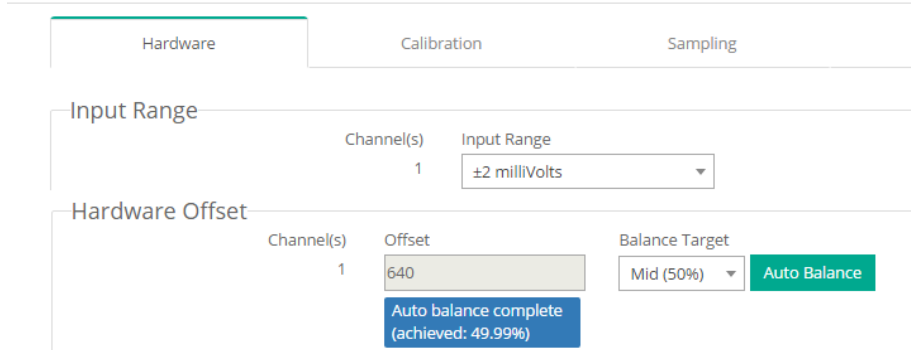 Hardware Calibration Sampling
Input Range
Channel(s) Input Range
1 ±2 milliVolts
Hardware Offset
Channel(s) Offset Balance Target
1 640 Mid (50%) Auto Balance
Auto balance complete
(achieved: 49.99%)